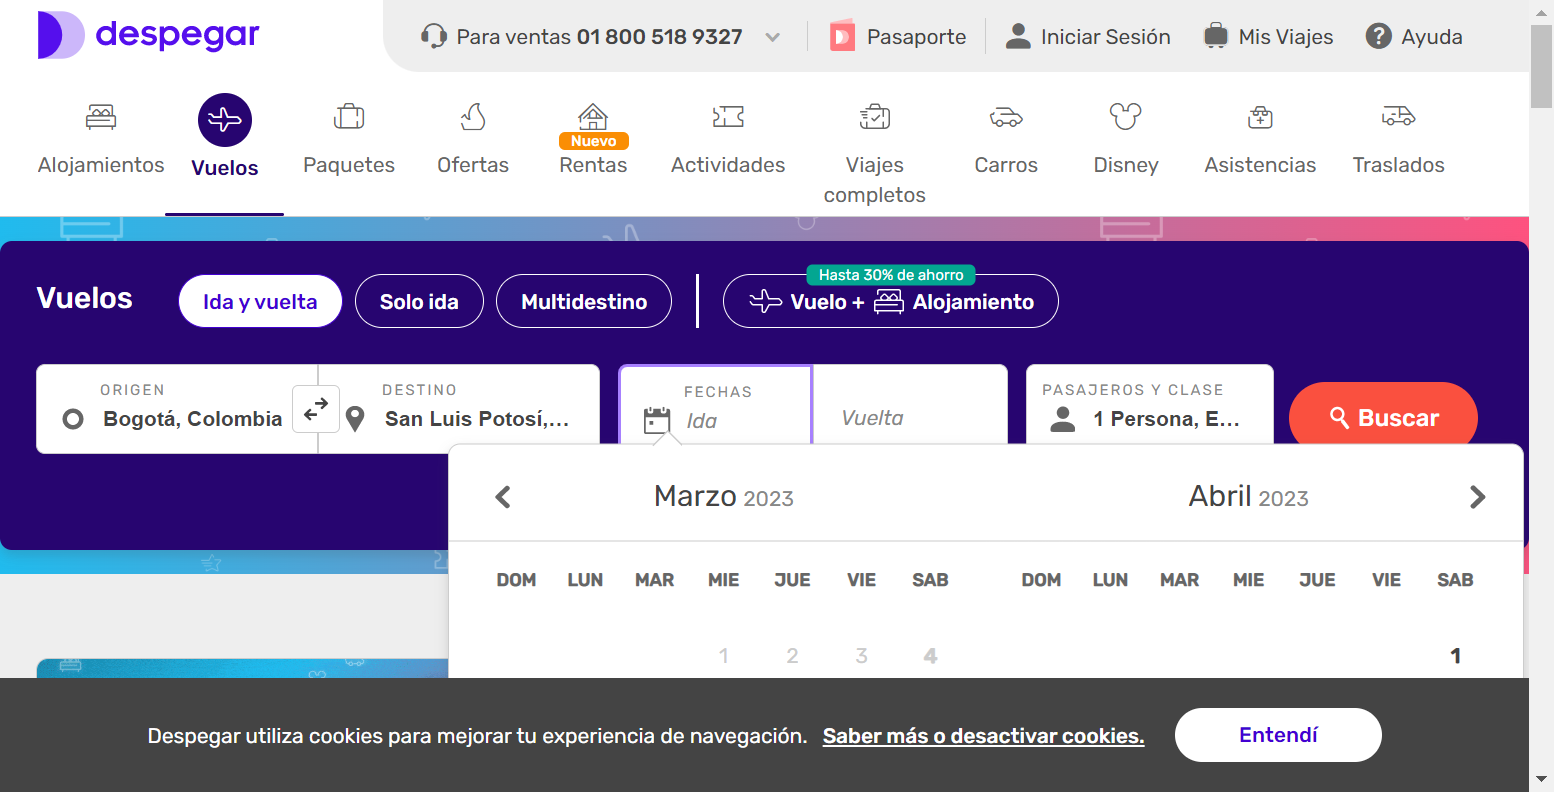 despegar
Para ventas 01 800 518 9327
Pasaporte
Iniciar Sesión
Mis Viajes
Ayuda
Alojamientos
Vuelos
Paquetes
Ofertas
Nuevo
Rentas
Actividades
Viajes
completos
Carros
Disney
Asistencias
Traslados
Vuelos
Ida y vuelta
Solo ida
Multidestino
Hasta 30% de ahorro
Vuelo + Alojamiento
ORIGEN
Bogotá, Colombia
DESTINO
San Luis Potosí,...
FECHAS
Ida
Vuelta
PASAJEROS Y CLASE
1 Persona, E...
Buscar
Marzo 2023
Abril 2023
DOM LUN MAR MIE JUE VIE SAB
DOM LUN MAR MIE JUE VIE SAB
1 2 3 4
1
Despegar utiliza cookies para mejorar tu experiencia de navegación. Saber más o desactivar cookies.
Entendí